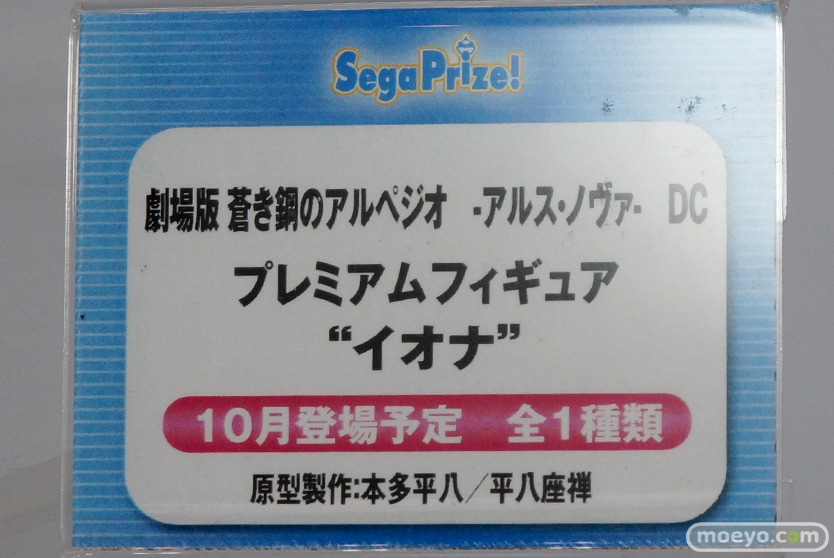 SegaPrize!
劇場版 蒼き鋼のアルペジオ -アルス・ノヴァ- DC
プレミアムフィギュア
“イオナ”
10月登場予定 全1種類
原型製作:本多平八／平八座禅
moeyo.com